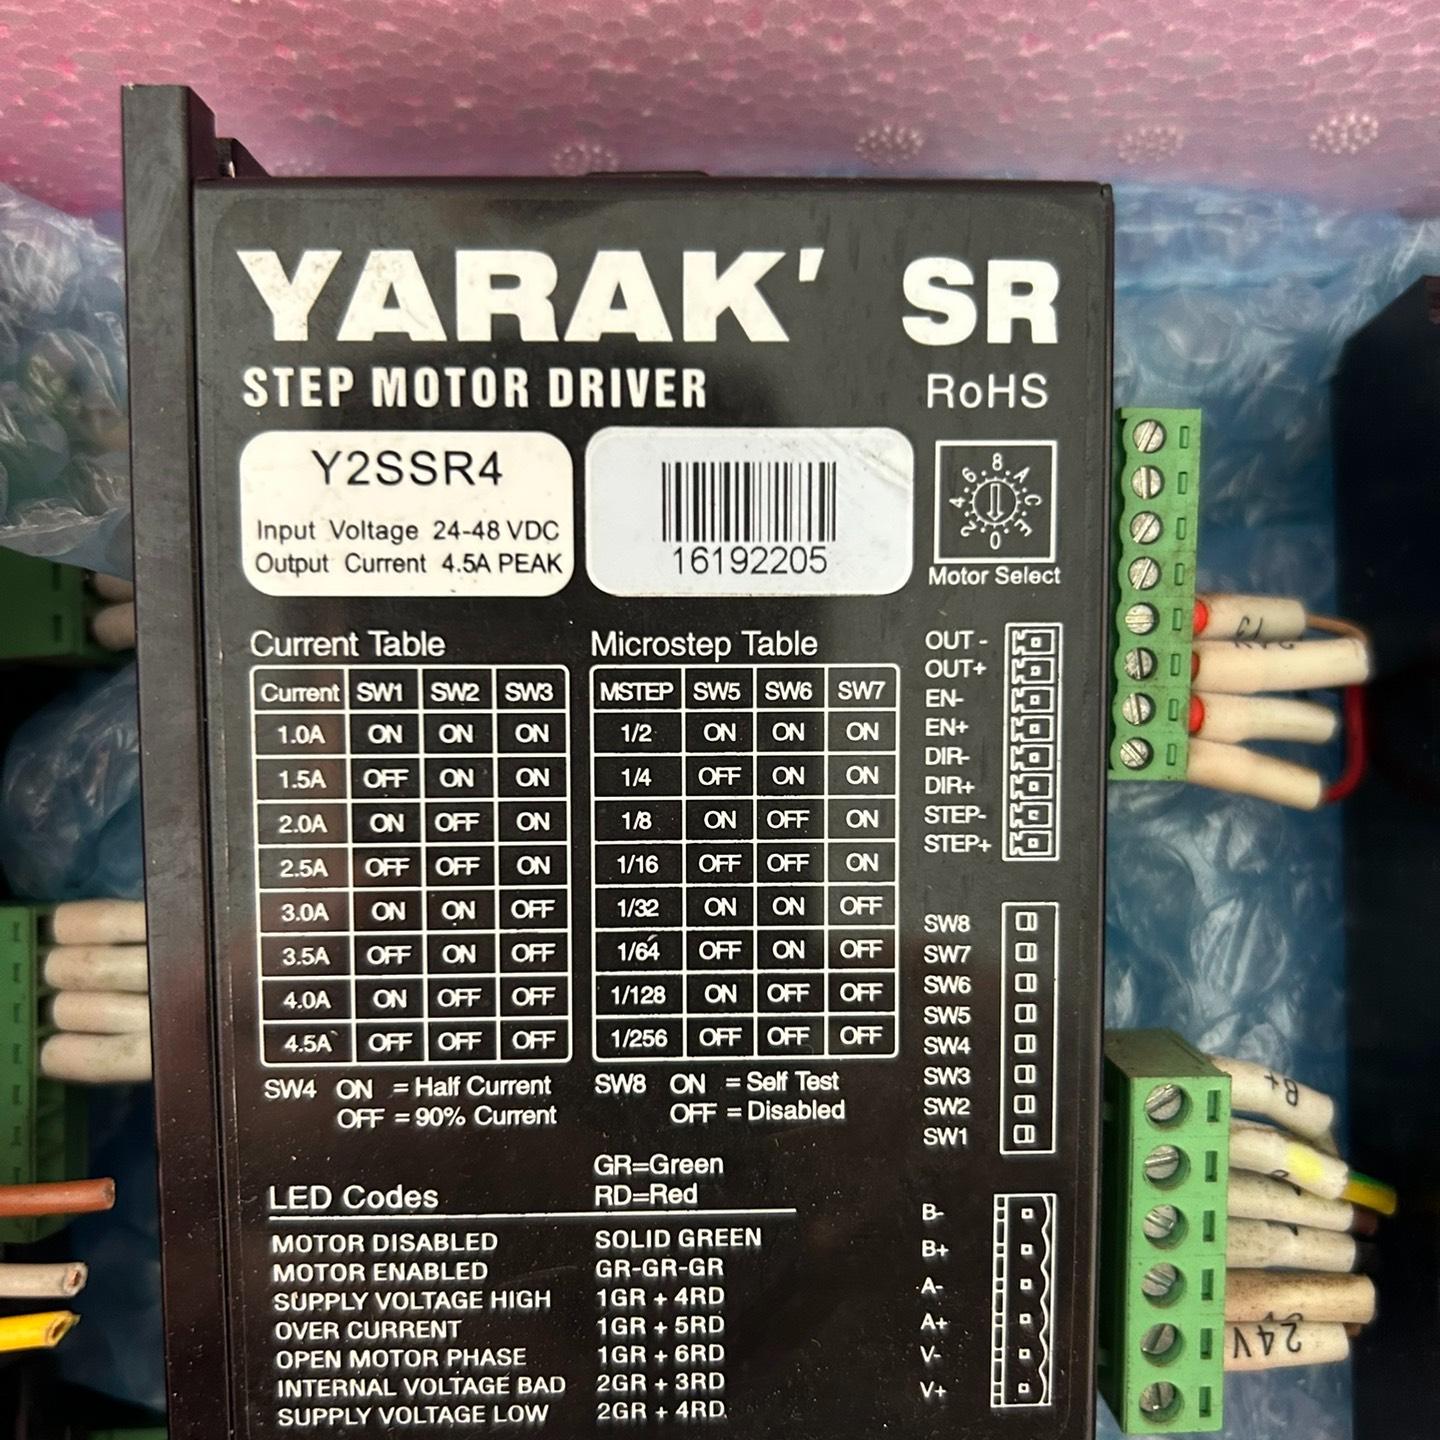 YARAK' SR
STEP MOTOR DRIVER
RoHS
Y2SSR4
Input Voltage 24-48 VDC
Output Current 4.5A PEAK
16192205
0 2 4 6 8 A C E
Motor Select
Current Table
Current SW1 SW2 SW3
1.0A ON ON ON
1.5A OFF ON ON
2.0A ON OFF ON
2.5A OFF OFF ON
3.0A ON ON OFF
3.5A OFF ON OFF
4.0A ON OFF OFF
4.5A OFF OFF OFF
SW4 ON = Half Current
OFF = 90% Current
Microstep Table
MSTEP SW5 SW6 SW7
1/2 ON ON ON
1/4 OFF ON ON
1/8 ON OFF ON
1/16 OFF OFF ON
1/32 ON ON OFF
1/64 OFF ON OFF
1/128 ON OFF OFF
1/256 OFF OFF OFF
SW8 ON = Self Test
OFF = Disabled
OUT -
OUT+
EN-
EN+
DIR-
DIR+
STEP-
STEP+
SW8
SW7
SW6
SW5
SW4
SW3
SW2
SW1
GR=Green
RD=Red
LED Codes
MOTOR DISABLED SOLID GREEN
MOTOR ENABLED GR-GR-GR
SUPPLY VOLTAGE HIGH 1GR + 4RD
OVER CURRENT 1GR + 5RD
OPEN MOTOR PHASE 1GR + 6RD
INTERNAL VOLTAGE BAD 2GR + 3RD
SUPPLY VOLTAGE LOW 2GR + 4RD
B-
B+
A-
A+
V-
V+
B+
24V